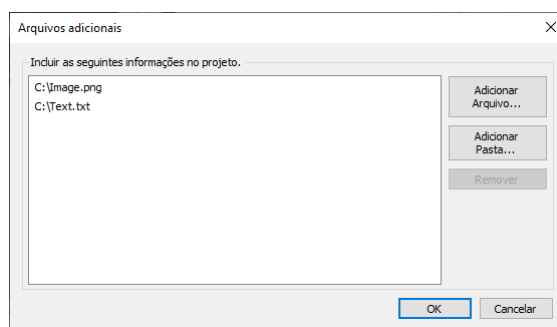 Arquivos adicionais
Incluir as seguintes informações no projeto.
C:\Image.png
C:\Text.txt
Adicionar
Arquivo...
Adicionar
Pasta...
Remover
OK
Cancelar